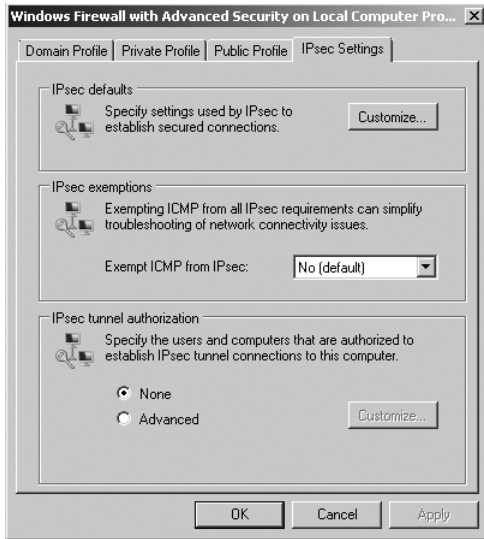 Windows Firewall with Advanced Security on Local Computer Pro...
Domain Profile
Private Profile
Public Profile
IPsec Settings
IPsec defaults
Specify settings used by IPsec to
establish secured connections.
Customize...
IPsec exemptions
Exempting ICMP from all IPsec requirements can simplify
troubleshooting of network connectivity issues.
Exempt ICMP from IPsec:
No (default)
IPsec tunnel authorization
Specify the users and computers that are authorized to
establish IPsec tunnel connections to this computer.
None
Advanced
Customize...
OK
Cancel
Apply